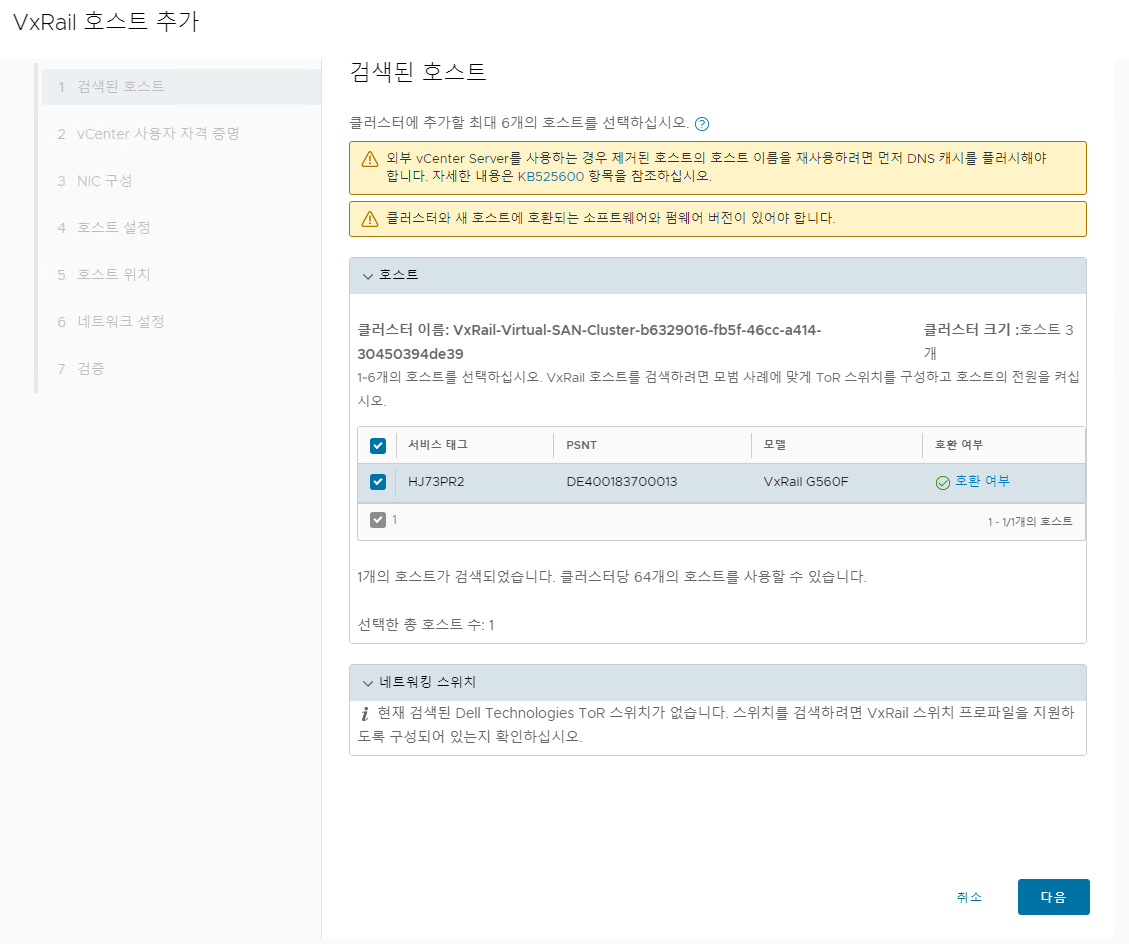 VxRail 호스트 추가
1 검색된 호스트
2 vCenter 사용자 자격 증명
3 NIC 구성
4 호스트 설정
5 호스트 위치
6 네트워크 설정
7 검증
검색된 호스트
클러스터에 추가할 최대 6개의 호스트를 선택하십시오.
외부 vCenter Server를 사용하는 경우 제거된 호스트의 호스트 이름을 재사용하려면 먼저 DNS 캐시를 플러시해야
합니다. 자세한 내용은 KB525600 항목을 참조하십시오.
클러스터와 새 호스트에 호환되는 소프트웨어와 펌웨어 버전이 있어야 합니다.
호스트
클러스터 이름: VxRail-Virtual-SAN-Cluster-b6329016-fb5f-46cc-a414-
30450394de39
클러스터 크기 :호스트 3
개
1~6개의 호스트를 선택하십시오. VxRail 호스트를 검색하려면 모범 사례에 맞게 ToR 스위치를 구성하고 호스트의 전원을 켜십
시오.
서비스 태그 PSNT 모델 호환 여부
HJ73PR2 DE400183700013 VxRail G560F 호환 여부
1 1 - 1/1개의 호스트
1개의 호스트가 검색되었습니다. 클러스터당 64개의 호스트를 사용할 수 있습니다.
선택한 총 호스트 수: 1
네트워킹 스위치
현재 검색된 Dell Technologies ToR 스위치가 없습니다. 스위치를 검색하려면 VxRail 스위치 프로파일을 지원하
도록 구성되어 있는지 확인하십시오.
취소 다음